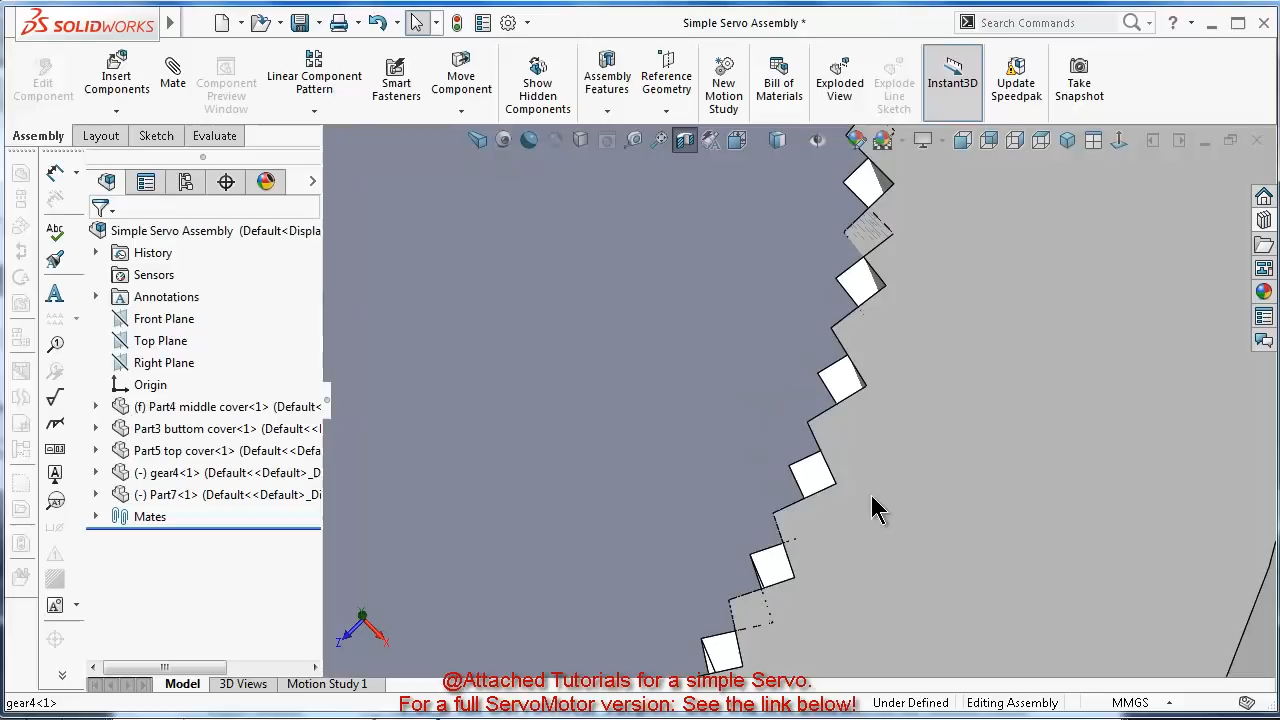 SOLIDWORKS
Simple Servo Assembly *
Search Commands
?
Edit Component
Insert Components
Mate
Component Preview Window
Linear Component Pattern
Smart Fasteners
Move Component
Show Hidden Components
Assembly Features
Reference Geometry
New Motion Study
Bill of Materials
Exploded View
Explode Line Sketch
Instant3D
Update Speedpak
Take Snapshot
Assembly
Layout
Sketch
Evaluate
Simple Servo Assembly (Default<Displa
History
Sensors
Annotations
Front Plane
Top Plane
Right Plane
Origin
(f) Part4 middle cover<1> (Default<
Part3 buttom cover<1> (Default<<
Part5 top cover<1> (Default<<Defa
(-) gear4<1> (Default<<Default>_D
(-) Part7<1> (Default<<Default>_Di
Mates
Abc
A
Y
Z
X
Model
3D Views
Motion Study 1
@Attached Tutorials for a simple Servo.
For a full ServoMotor version: See the link below!
gear4<1>
Under Defined
Editing Assembly
MMGS